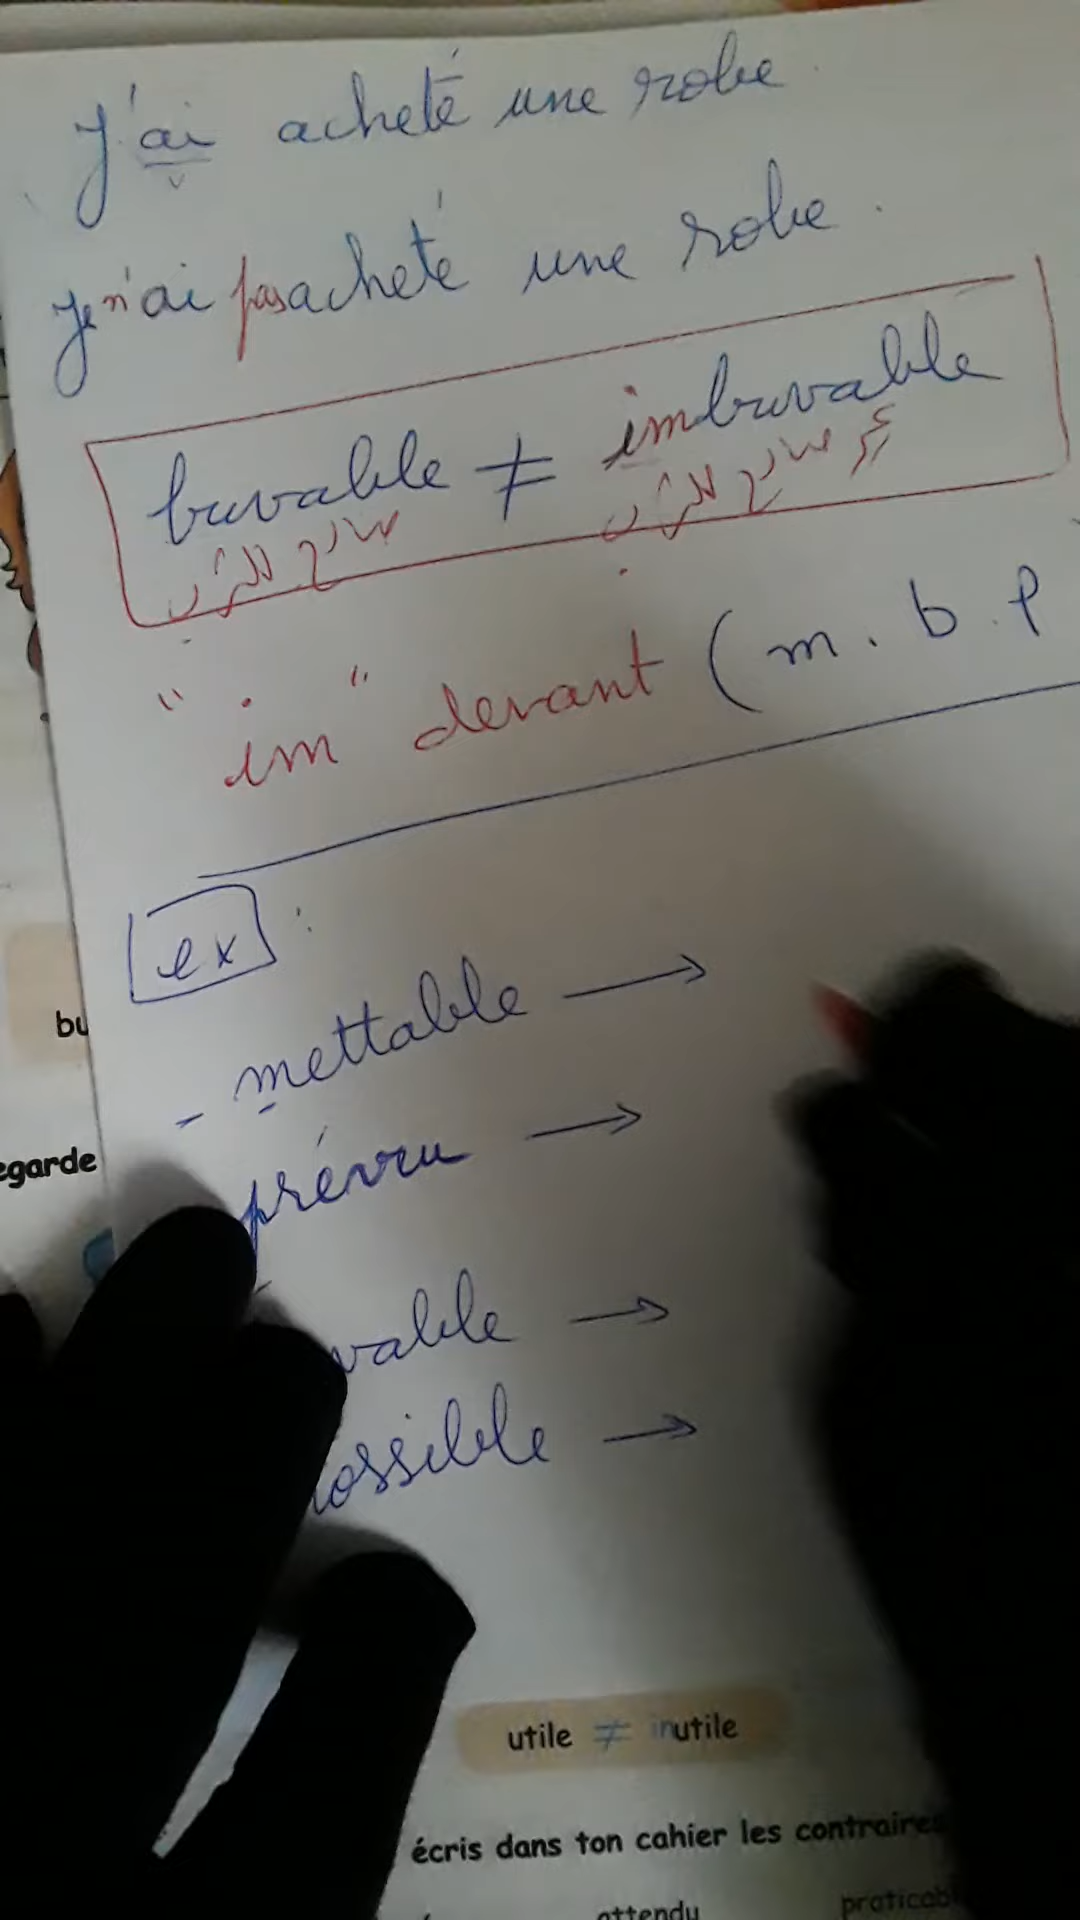 J'ai acheté une robe.
Je n'ai pas acheté une robe.
buvable ≠ imbuvable
"im" devant (m. b. p
ex :
- mettable →
prévu →
vable →
ossible →
bu
egarde
utile ≠ inutile
écris dans ton cahier les contraires
attendu praticab